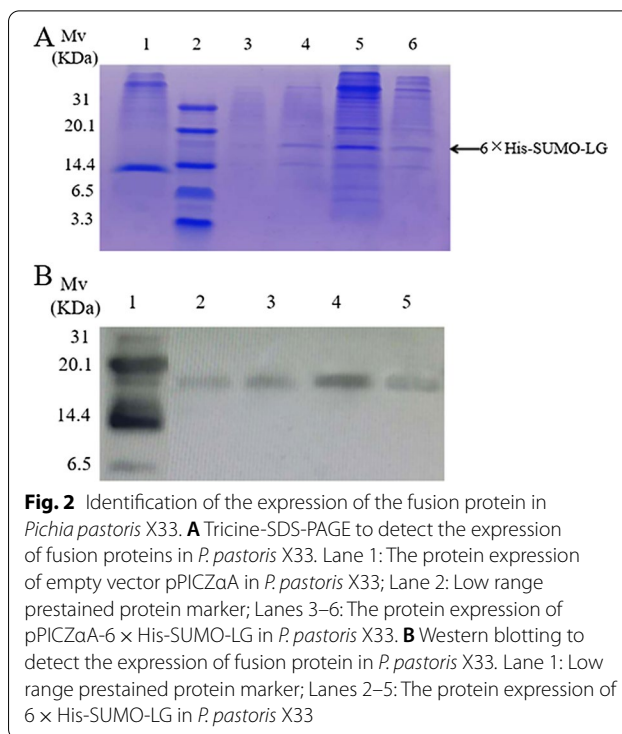 A Mv 1 2 3 4 5 6
(KDa)
31
20.1
6×His-SUMO-LG
14.4
6.5
3.3
B Mv
(KDa) 1 2 3 4 5
31
20.1
14.4
6.5
Fig. 2 Identification of the expression of the fusion protein in
Pichia pastoris X33. A Tricine-SDS-PAGE to detect the expression
of fusion proteins in P. pastoris X33. Lane 1: The protein expression
of empty vector pPICZαA in P. pastoris X33; Lane 2: Low range
prestained protein marker; Lanes 3–6: The protein expression of
pPICZαA-6 × His-SUMO-LG in P. pastoris X33. B Western blotting to
detect the expression of fusion protein in P. pastoris X33. Lane 1: Low
range prestained protein marker; Lanes 2–5: The protein expression of
6 × His-SUMO-LG in P. pastoris X33